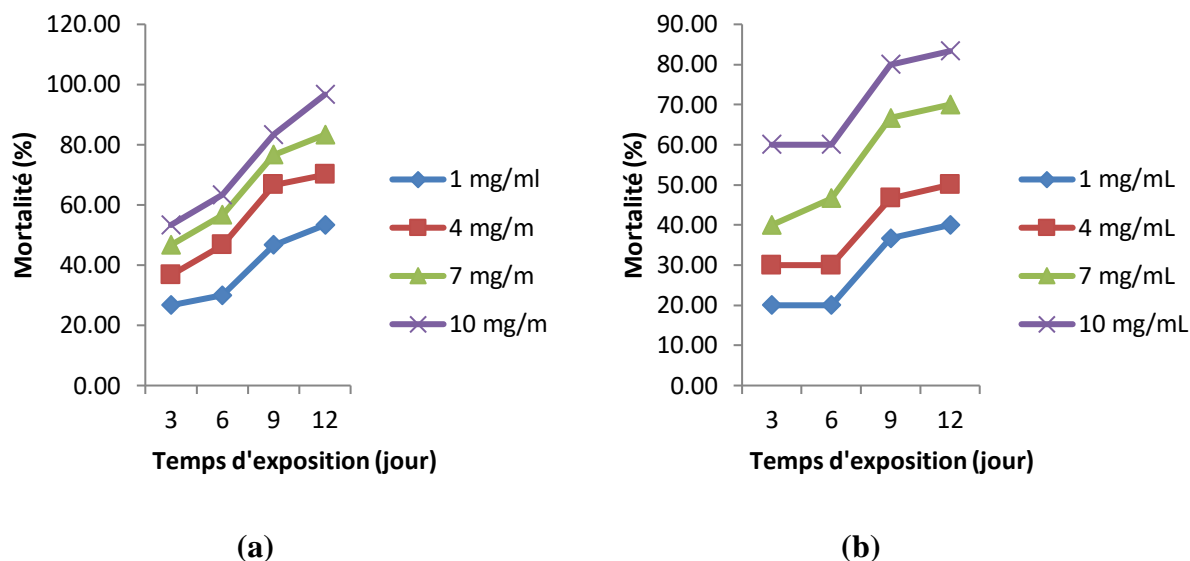 120.00
100.00
80.00
60.00
40.00
20.00
0.00
Mortalité (%)
3 6 9 12
Temps d'exposition (jour)
1 mg/ml
4 mg/m
7 mg/m
10 mg/m
(a)
90.00
80.00
70.00
60.00
50.00
40.00
30.00
20.00
10.00
0.00
Mortalité (%)
3 6 9 12
Temps d'exposition (jour)
1 mg/mL
4 mg/mL
7 mg/mL
10 mg/mL
(b)